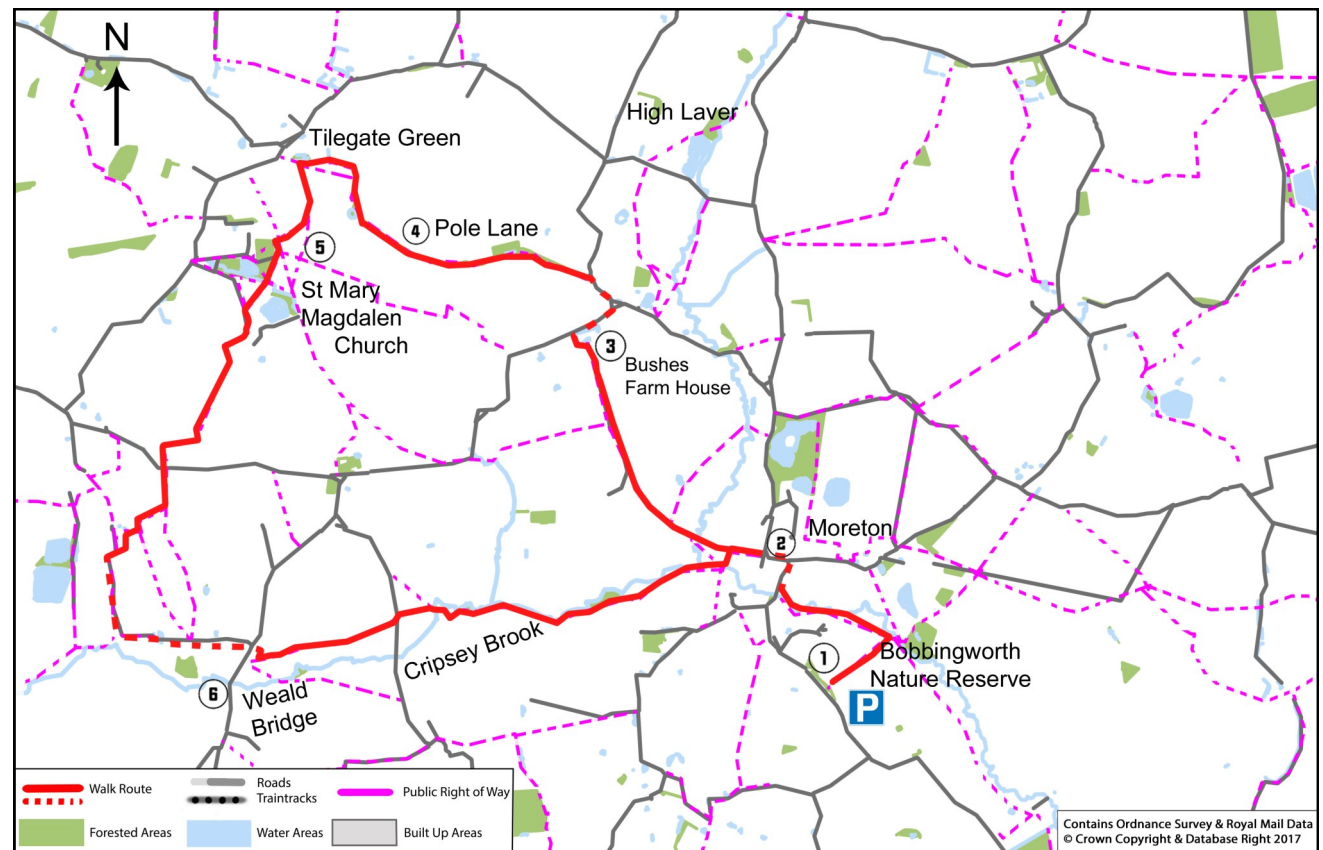 N
High Laver
Tilegate Green
4 Pole Lane
5
St Mary
Magdalen
Church
3
Bushes
Farm House
2 Moreton
Cripsey Brook
1
Bobbingworth
Nature Reserve
P
6
Weald
Bridge
Walk Route
Roads
Traintracks
Public Right of Way
Forested Areas
Water Areas
Built Up Areas
Contains Ordnance Survey & Royal Mail Data
© Crown Copyright & Database Right 2017